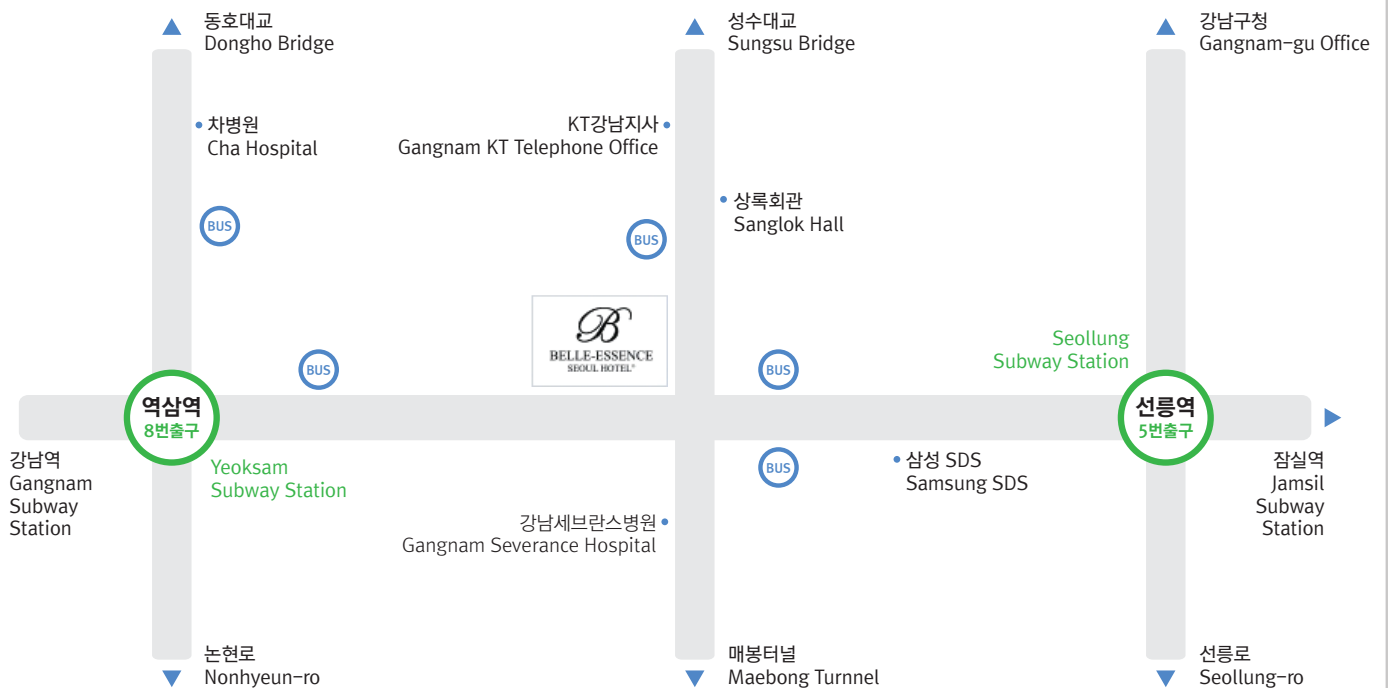 동호대교
Dongho Bridge
성수대교
Sungsu Bridge
강남구청
Gangnam-gu Office
차병원
Cha Hospital
KT강남지사
Gangnam KT Telephone Office
상록회관
Sanglok Hall
BUS
BUS
B
BELLE-ESSENCE
SEOUL HOTEL
Seollung
Subway Station
BUS
BUS
역삼역
8번출구
선릉역
5번출구
강남역
Gangnam
Subway
Station
Yeoksam
Subway Station
BUS
삼성 SDS
Samsung SDS
잠실역
Jamsil
Subway
Station
강남세브란스병원
Gangnam Severance Hospital
논현로
Nonhyeun-ro
매봉터널
Maebong Turnnel
선릉로
Seollung-ro